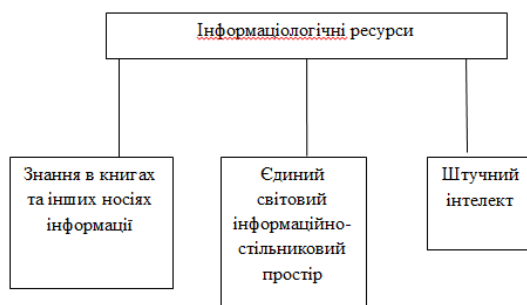 Інформаціологічні ресурси
Знання в книгах
та інших носіях
інформації
Єдиний
світовий
інформаційно-
стільниковий
простір
Штучний
інтелект